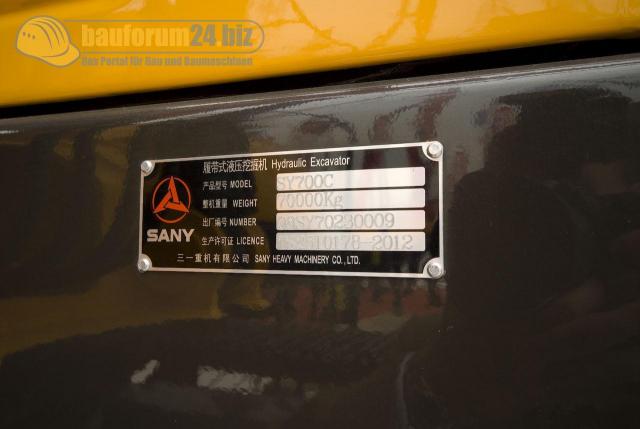 bauforum24.biz
Das Portal für Bau und Baumaschinen
履带式液压挖掘机 Hydraulic Excavator
产品型号 MODEL SY700C
整机重量 WEIGHT 70000Kg
出厂编号 NUMBER
生产许可证 LICENCE
SANY
三一重机有限公司 SANY HEAVY MACHINERY CO., LTD.